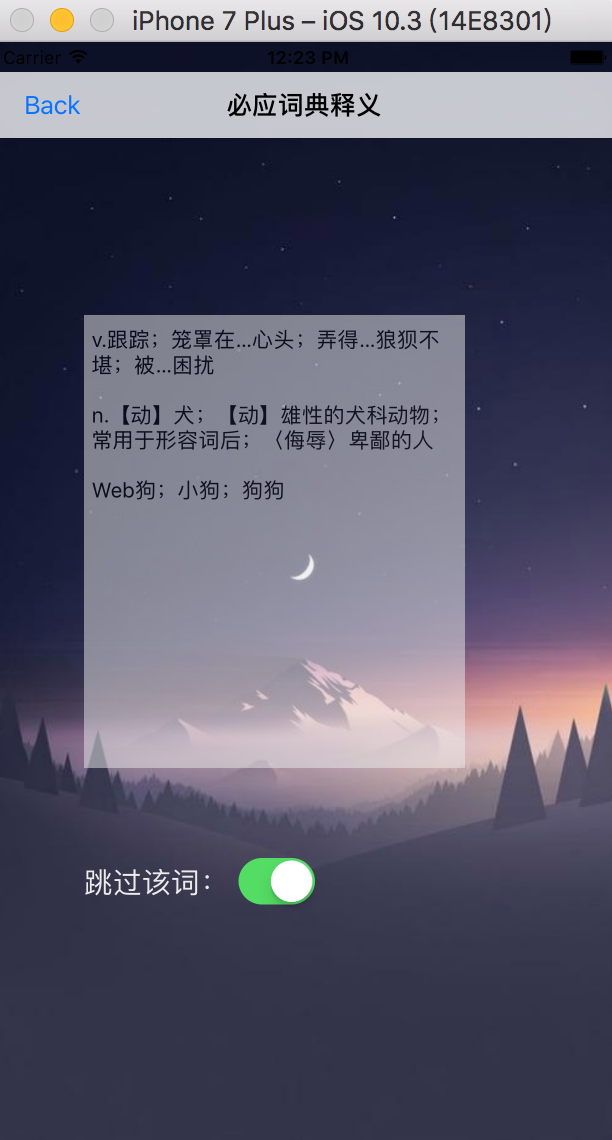 iPhone 7 Plus – iOS 10.3 (14E8301)
Carrier 12:23 PM
Back 必应词典释义
v.跟踪；笼罩在...心头；弄得...狼狈不
堪；被...困扰
n.【动】犬；【动】雄性的犬科动物；
常用于形容词后；〈侮辱〉卑鄙的人
Web狗；小狗；狗狗
跳过该词：